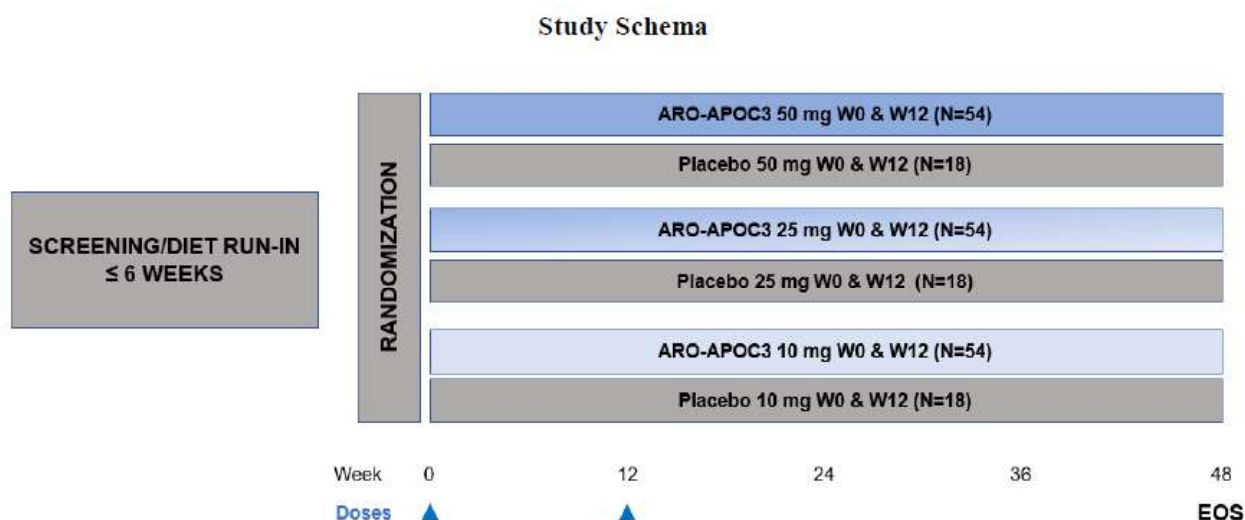 Study Schema
SCREENING/DIET RUN-IN
≤ 6 WEEKS
RANDOMIZATION
ARO-APOC3 50 mg W0 & W12 (N=54)
Placebo 50 mg W0 & W12 (N=18)
ARO-APOC3 25 mg W0 & W12 (N=54)
Placebo 25 mg W0 & W12 (N=18)
ARO-APOC3 10 mg W0 & W12 (N=54)
Placebo 10 mg W0 & W12 (N=18)
Week 0 12 24 36 48
Doses EOS